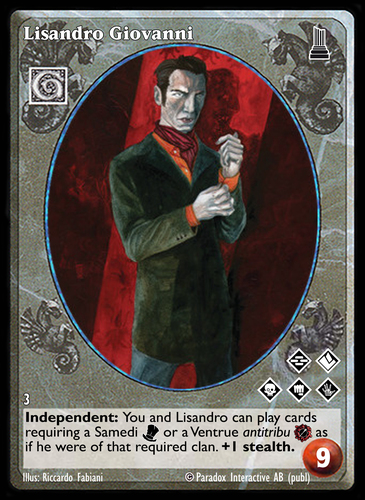 Lisandro Giovanni
3
Independent: You and Lisandro can play cards
requiring a Samedi or a Ventrue antitribu as
if he were of that required clan. +1 stealth.
9
Illus: Riccardo Fabiani © Paradox Interactive AB (publ)